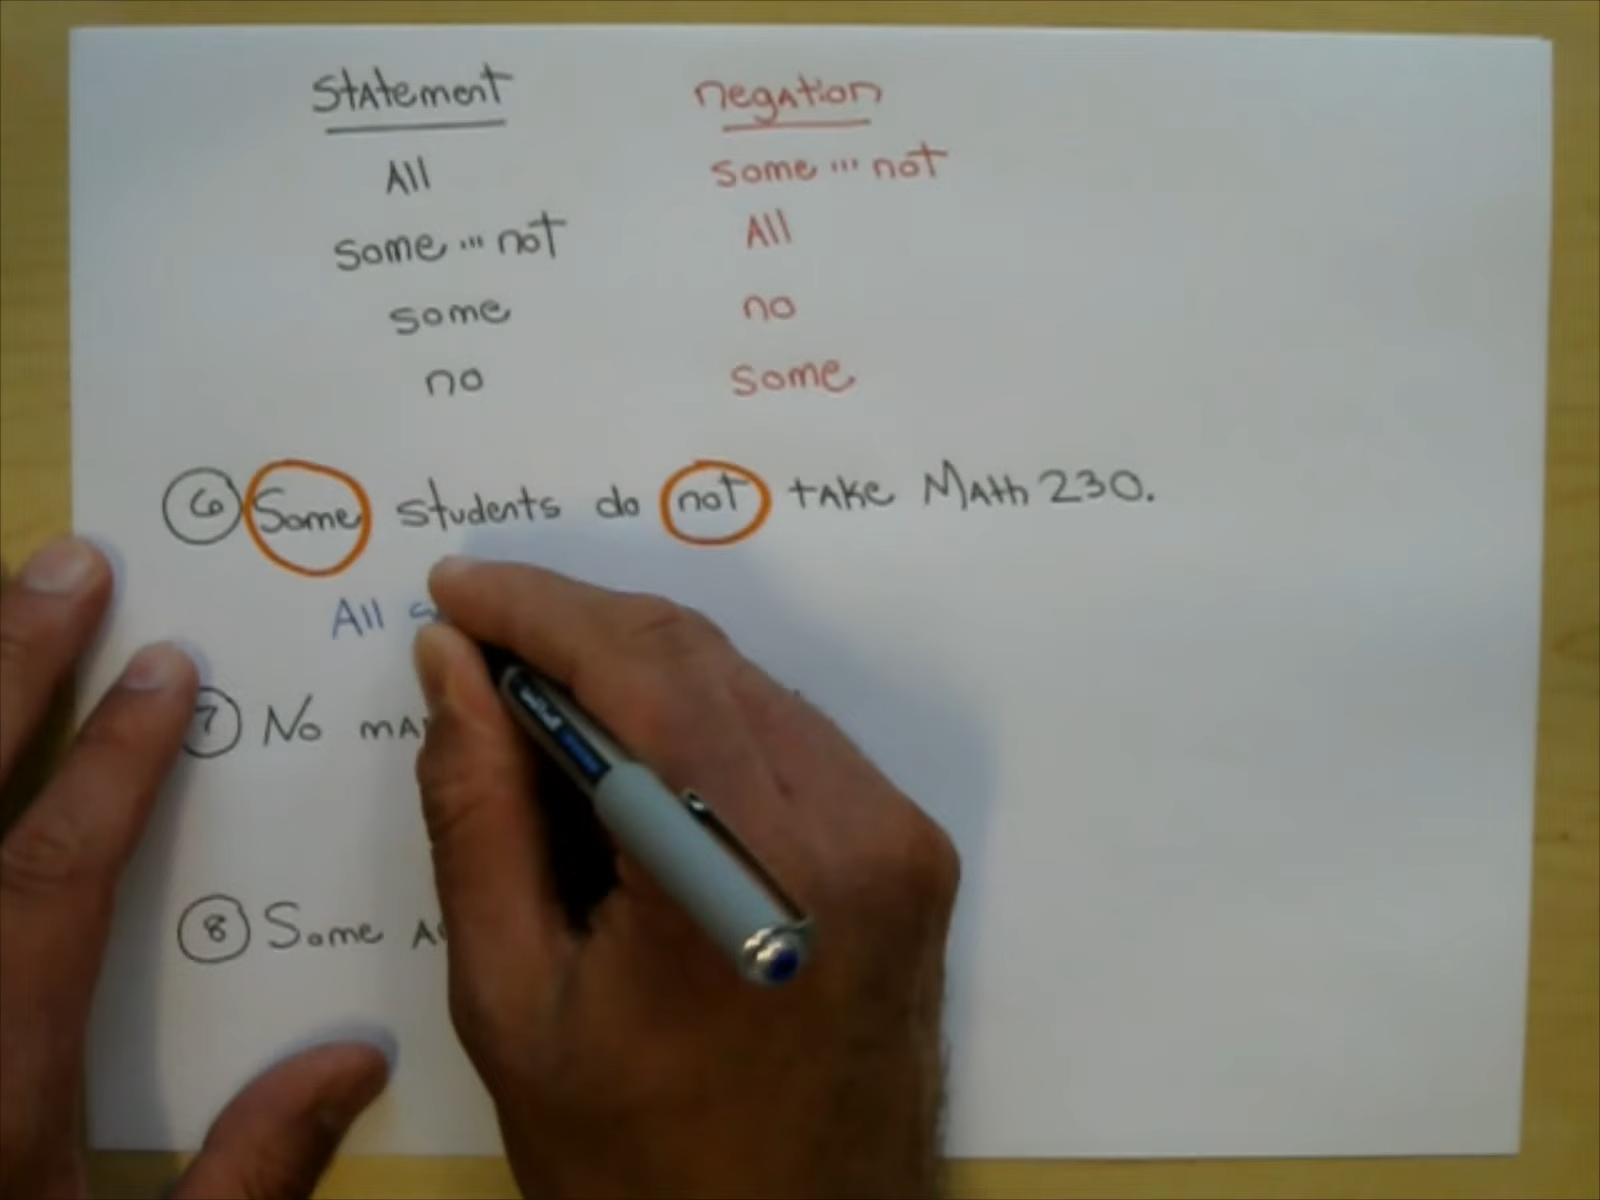 Statement negation
All some ... not
some ... not All
some no
no some
6 Some students do not take Math 230.
All
7 No
8 Some